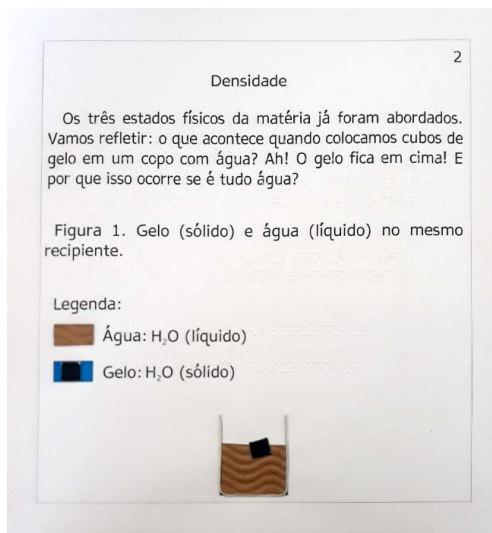 2
Densidade
Os três estados físicos da matéria já foram abordados.
Vamos refletir: o que acontece quando colocamos cubos de
gelo em um copo com água? Ah! O gelo fica em cima! E
por que isso ocorre se é tudo água?
Figura 1. Gelo (sólido) e água (líquido) no mesmo
recipiente.
Legenda:
Água: H₂O (líquido)
Gelo: H₂O (sólido)